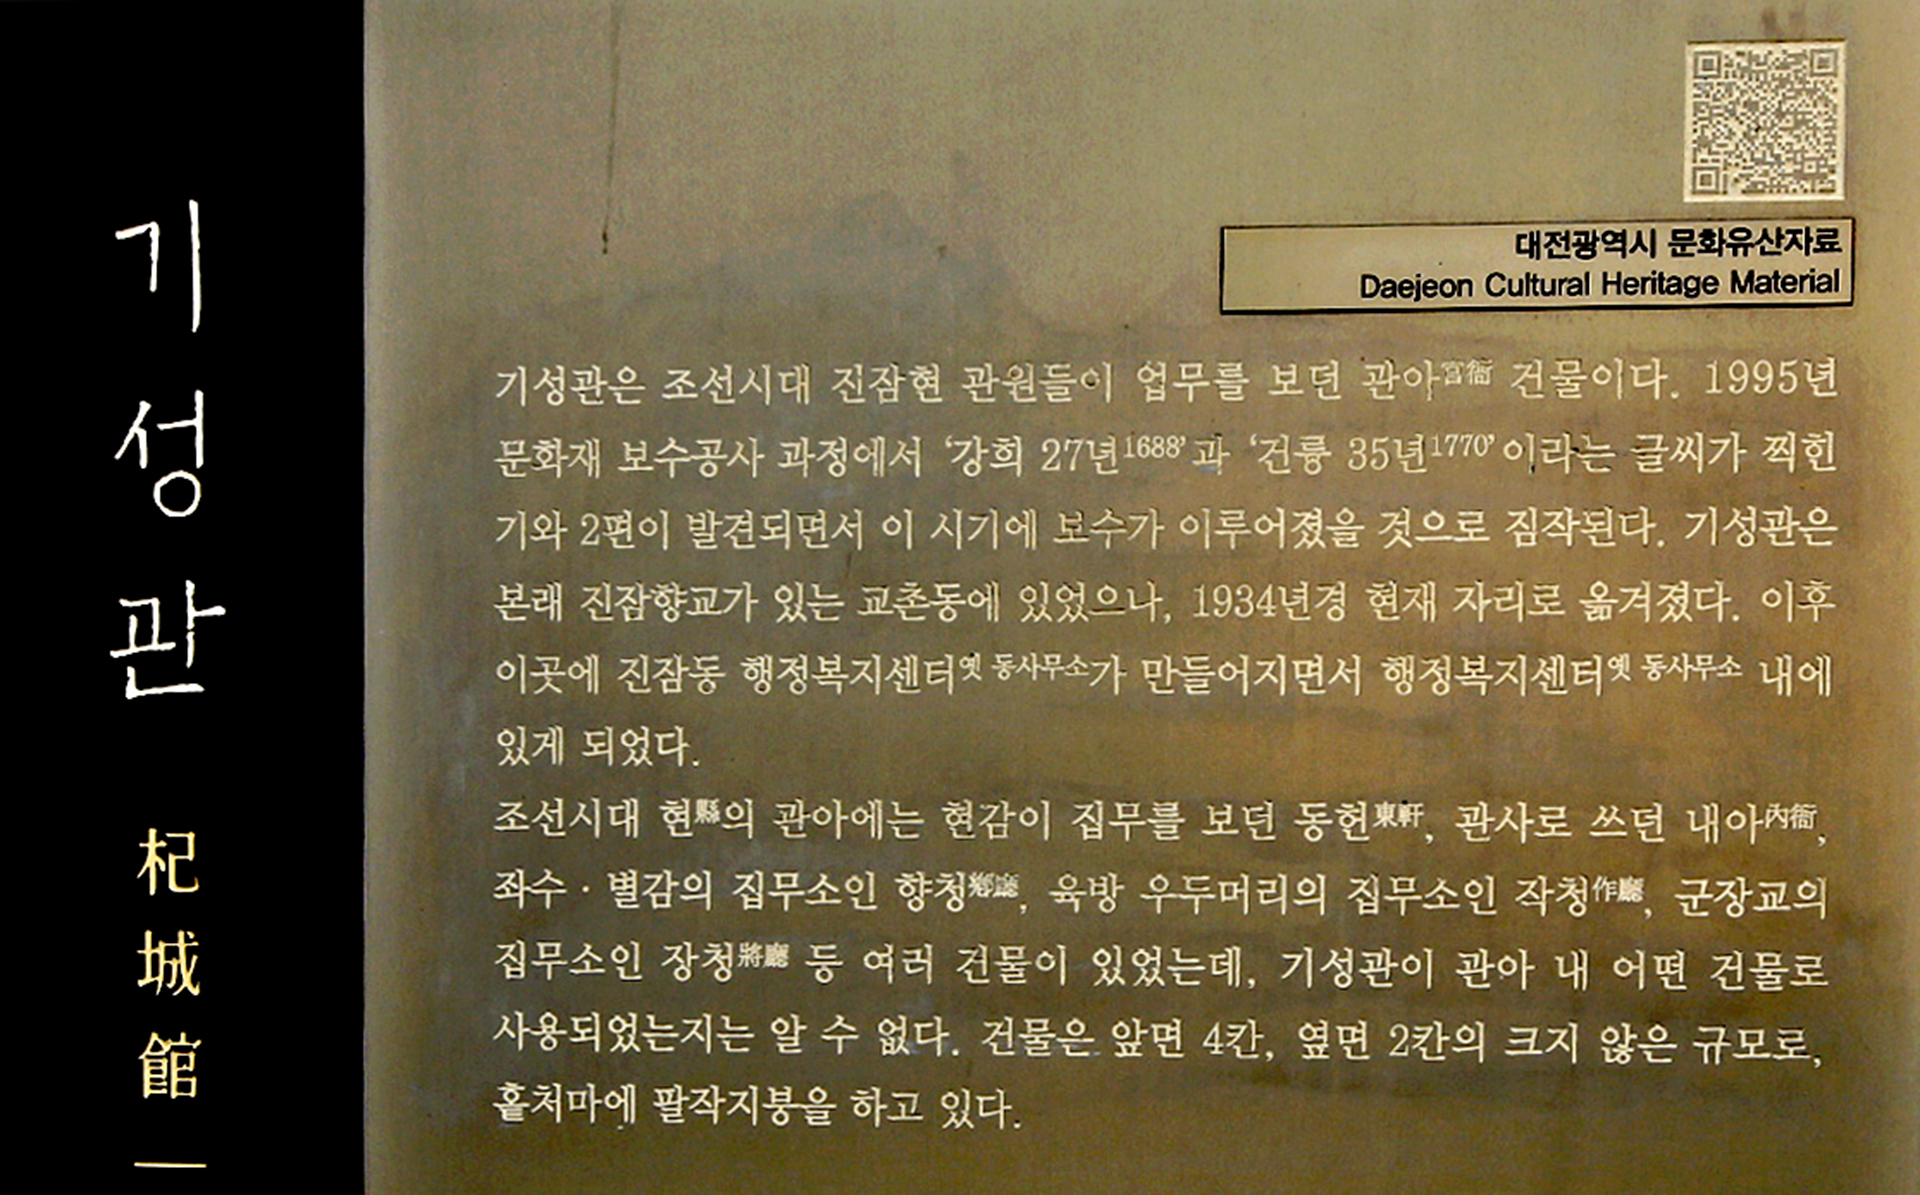 기성관
杞城館
대전광역시 문화유산자료
Daejeon Cultural Heritage Material
기성관은 조선시대 진잠현 관원들이 업무를 보던 관아官衙 건물이다. 1995년
문화재 보수공사 과정에서 ‘강희 27년1688’과 ‘건륭 35년1770’이라는 글씨가 찍힌
기와 2편이 발견되면서 이 시기에 보수가 이루어졌을 것으로 짐작된다. 기성관은
본래 진잠향교가 있는 교촌동에 있었으나, 1934년경 현재 자리로 옮겨졌다. 이후
이곳에 진잠동 행정복지센터옛 동사무소가 만들어지면서 행정복지센터옛 동사무소 내에
있게 되었다.
조선시대 현縣의 관아에는 현감이 집무를 보던 동헌東軒, 관사로 쓰던 내아內衙,
좌수 · 별감의 집무소인 향청鄕廳, 육방 우두머리의 집무소인 작청作廳, 군장교의
집무소인 장청將廳 등 여러 건물이 있었는데, 기성관이 관아 내 어떤 건물로
사용되었는지는 알 수 없다. 건물은 앞면 4칸, 옆면 2칸의 크지 않은 규모로,
홑처마에 팔작지붕을 하고 있다.